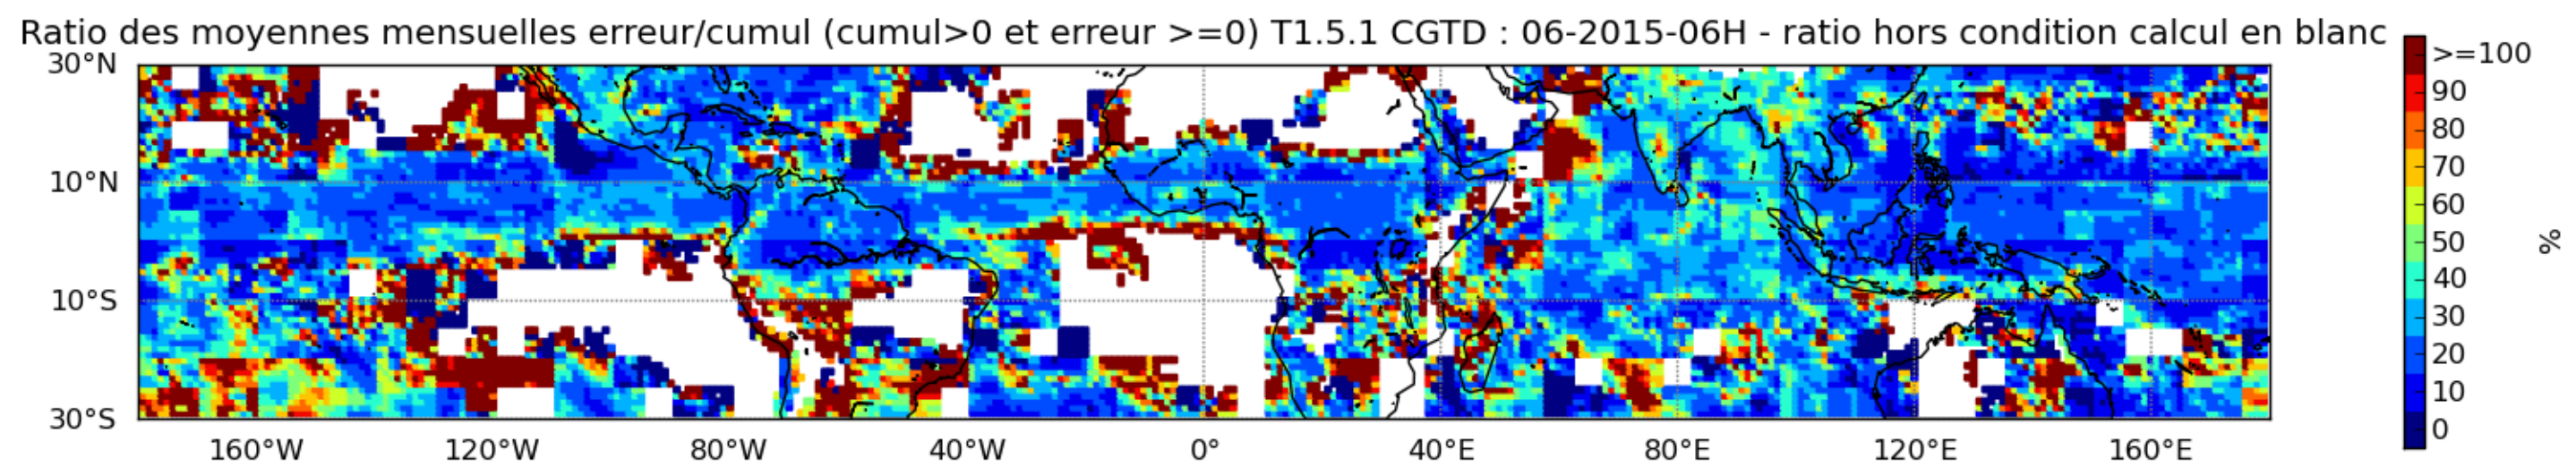 Ratio des moyennes mensuelles erreur/cumul (cumul>0 et erreur >=0) T1.5.1 CGTD : 06-2015-06H - ratio hors condition calcul en blanc
30°N
10°N
10°S
30°S
160°W 120°W 80°W 40°W 0° 40°E 80°E 120°E 160°E
>=100
90
80
70
60
50
40
30
20
10
0
%